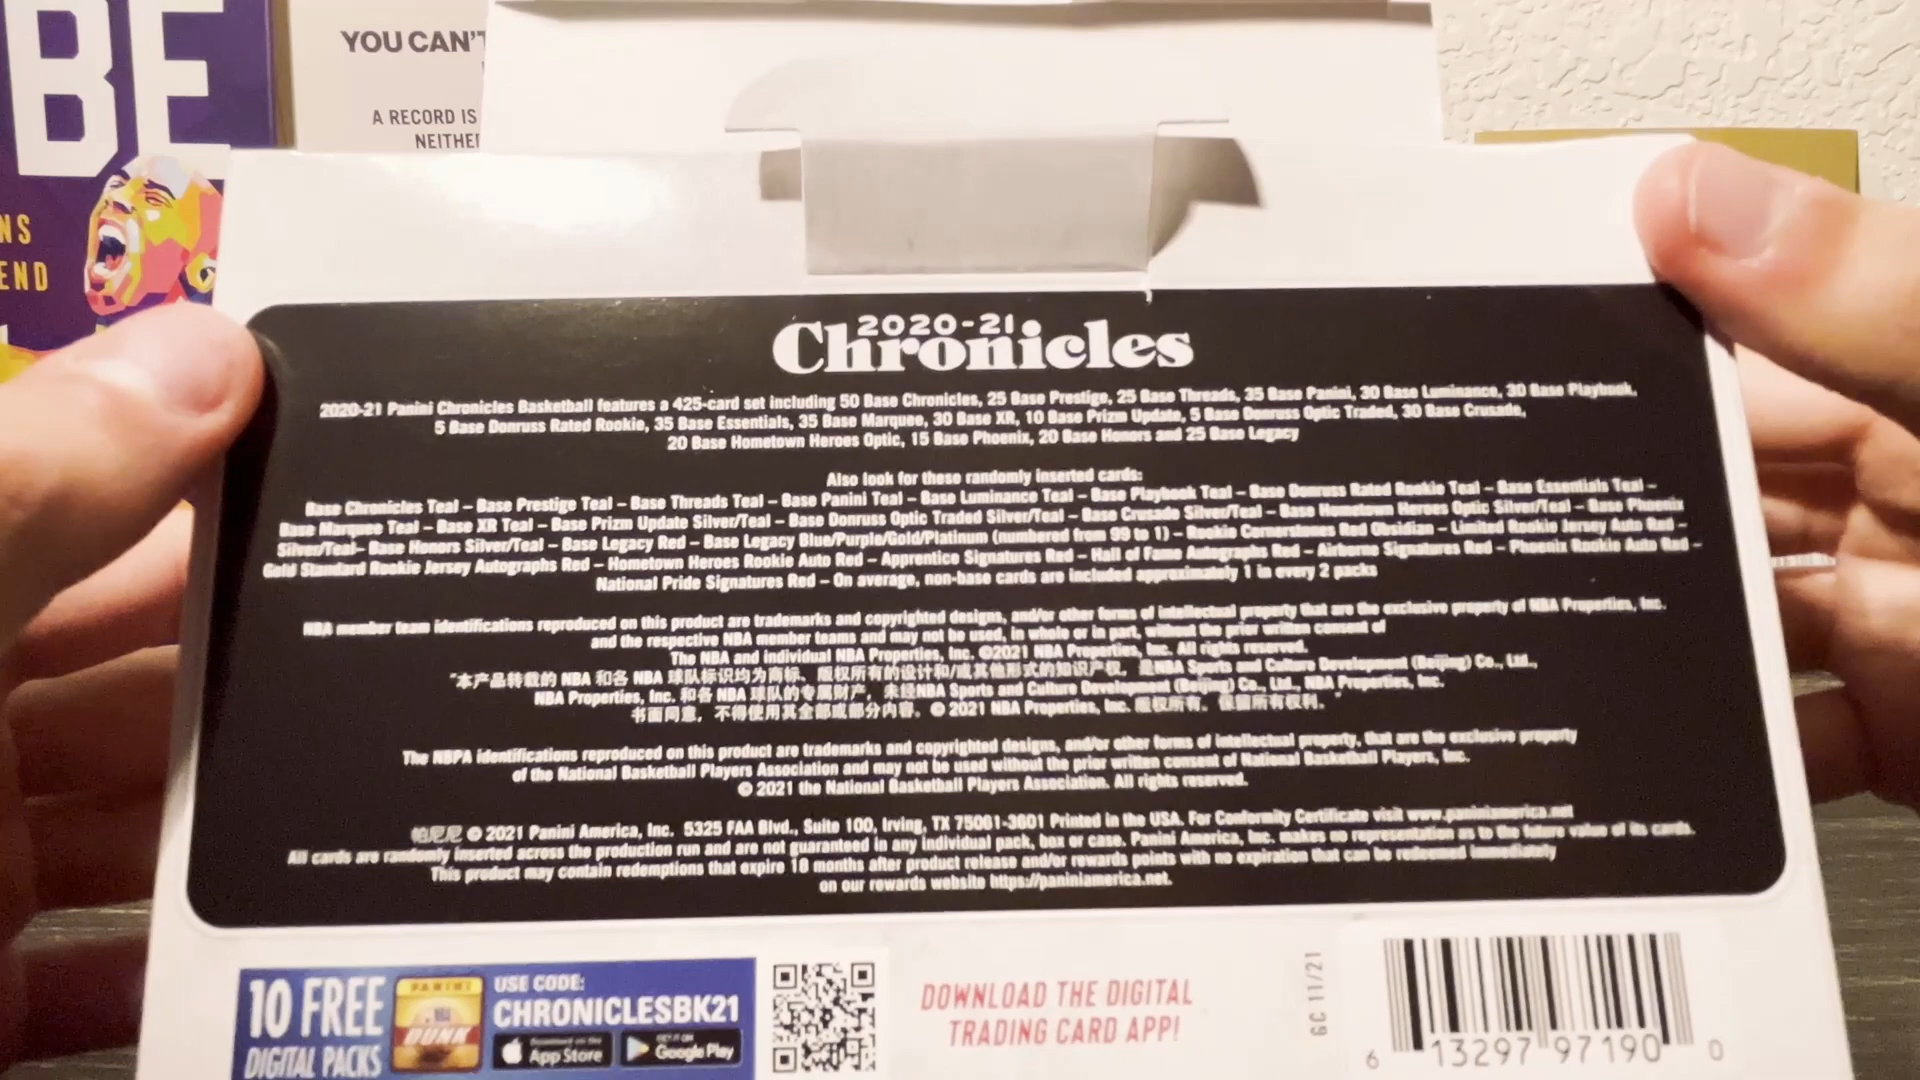 BE
NS
END
YOU CAN'T
A RECORD IS
NEITHER
2020-21
Chronicles
2020-21 Panini Chronicles Basketball features a 425-card set including 50 Base Chronicles, 25 Base Prestige, 25 Base Threads, 35 Base Panini, 30 Base Luminance, 30 Base Playbook,
5 Base Donruss Rated Rookie, 35 Base Essentials, 35 Base Marquee, 30 Base XR, 10 Base Prizm Update, 5 Base Donruss Optic Traded, 30 Base Crusade,
20 Base Hometown Heroes Optic, 15 Base Phoenix, 20 Base Honors and 25 Base Legacy
Also look for these randomly inserted cards:
Base Chronicles Teal – Base Prestige Teal – Base Threads Teal – Base Panini Teal – Base Luminance Teal – Base Playbook Teal – Base Donruss Rated Rookie Teal – Base Essentials Teal –
Base Marquee Teal – Base XR Teal – Base Prizm Update Silver/Teal – Base Donruss Optic Traded Silver/Teal – Base Crusade Silver/Teal – Base Hometown Heroes Optic Silver/Teal – Base Phoenix
Silver/Teal– Base Honors Silver/Teal – Base Legacy Red – Base Legacy Blue/Purple/Gold/Platinum (numbered from 99 to 1) – Rookie Cornerstones Red Obsidian – Limited Rookie Jersey Auto Red –
Gold Standard Rookie Jersey Autographs Red – Hometown Heroes Rookie Auto Red – Apprentice Signatures Red – Hall of Fame Autographs Red – Airborne Signatures Red – Phoenix Rookie Auto Red –
National Pride Signatures Red – On average, non-base cards are included approximately 1 in every 2 packs
NBA member team identifications reproduced on this product are trademarks and copyrighted designs, and/or other forms of intellectual property that are the exclusive property of NBA Properties, Inc.
and the respective NBA member teams and may not be used, in whole or in part, without the prior written consent of
The NBA and individual NBA Properties, Inc. ©2021 NBA Properties, Inc. All rights reserved.
"本产品转载的 NBA 和各 NBA 球队标识均为商标、版权所有的设计和/或其他形式的知识产权, 是NBA Sports and Culture Development (Beijing) Co., Ltd.,
NBA Properties, Inc. 和各 NBA 球队的专属财产, 未经NBA Sports and Culture Development (Beijing) Co., Ltd., NBA Properties, Inc.
书面同意, 不得使用其全部或部分内容。© 2021 NBA Properties, Inc. 版权所有。保留所有权利。"
The NBPA identifications reproduced on this product are trademarks and copyrighted designs, and/or other forms of intellectual property, that are the exclusive property
of the National Basketball Players Association and may not be used without the prior written consent of National Basketball Players, Inc.
© 2021 the National Basketball Players Association. All rights reserved.
帕尼尼 © 2021 Panini America, Inc. 5325 FAA Blvd., Suite 100, Irving, TX 75061-3601 Printed in the USA. For Conformity Certificate visit www.paniniamerica.net
All cards are randomly inserted across the production run and are not guaranteed in any individual pack, box or case. Panini America, Inc. makes no representation as to the future value of its cards.
This product may contain redemptions that expire 18 months after product release and/or rewards points with no expiration that can be redeemed immediately
on our rewards website https://paniniamerica.net.
10 FREE
DIGITAL PACKS
PANINI
DUNK
USE CODE:
CHRONICLESBK21
Download on the
App Store
GET IT ON
Google Play
DOWNLOAD THE DIGITAL
TRADING CARD APP!
GC 11/21
6 13297 97190 0